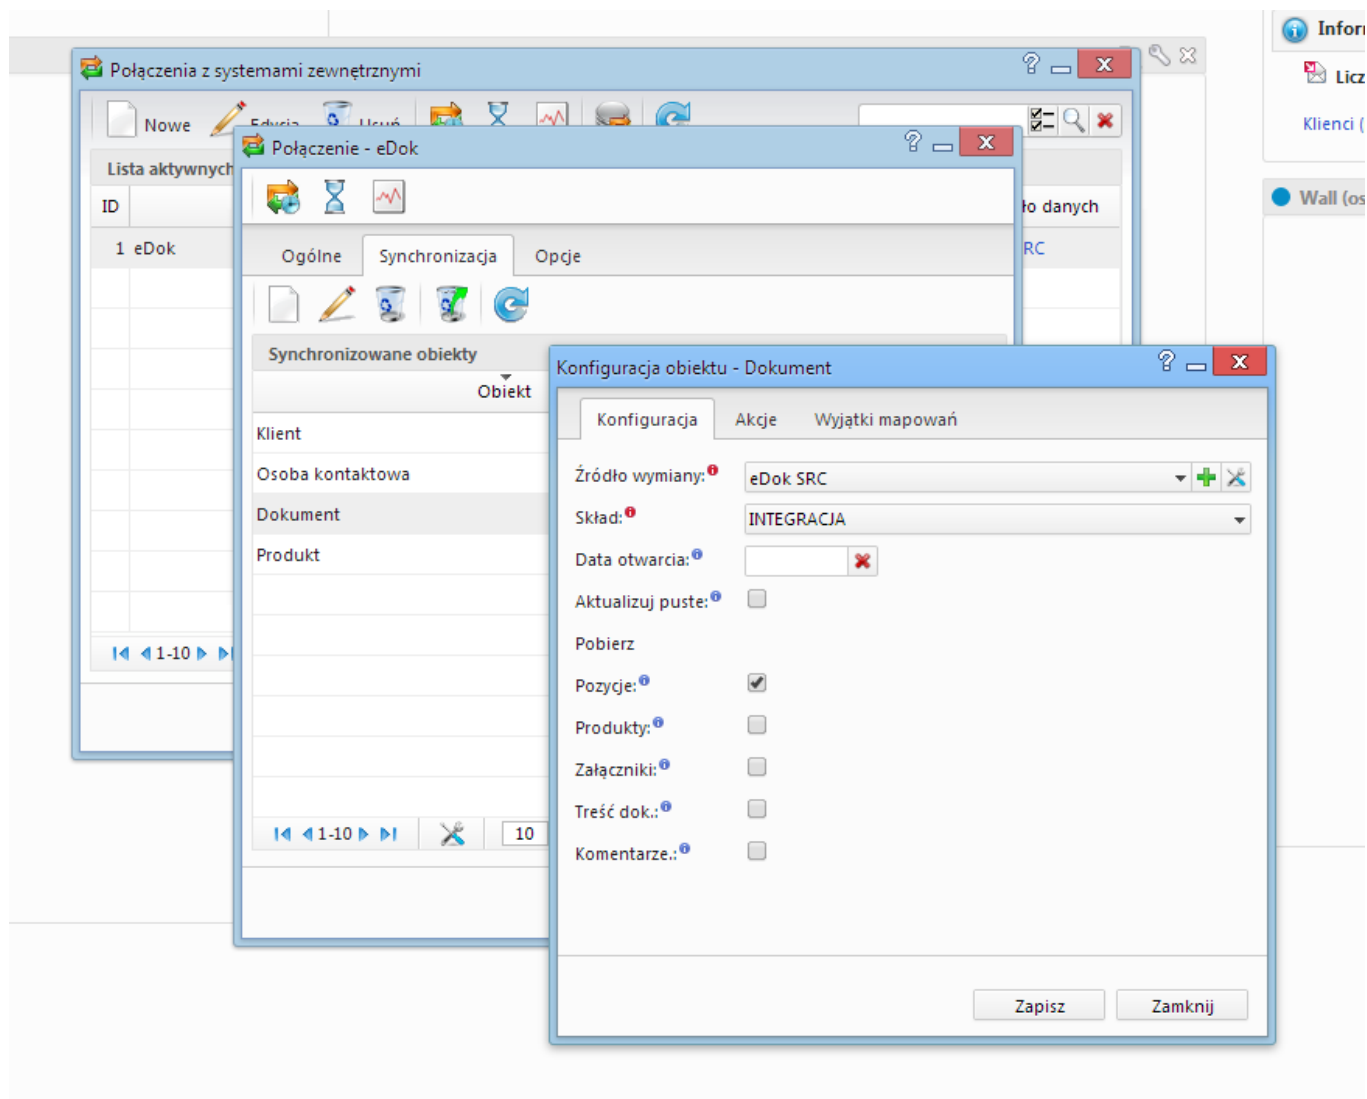 Połączenia z systemami zewnętrznymi
Nowe
Lista aktywnych
ID
ło danych
1 eDok
RC
1-10
Połączenie - eDok
Ogólne Synchronizacja Opcje
Synchronizowane obiekty
Obiekt
Klient
Osoba kontaktowa
Dokument
Produkt
1-10
10
Konfiguracja obiektu - Dokument
Konfiguracja Akcje Wyjątki mapowań
Źródło wymiany: eDok SRC
Skład: INTEGRACJA
Data otwarcia:
Aktualizuj puste:
Pobierz
Pozycje:
Produkty:
Załączniki:
Treść dok.:
Komentarze.:
Zapisz Zamknij
Infor
Licz
Klienci (
Wall (os